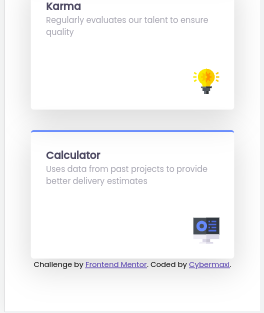 Karma
Regularly evaluates our talent to ensure
quality
Calculator
Uses data from past projects to provide
better delivery estimates
Challenge by Frontend Mentor. Coded by Cybermaxi.